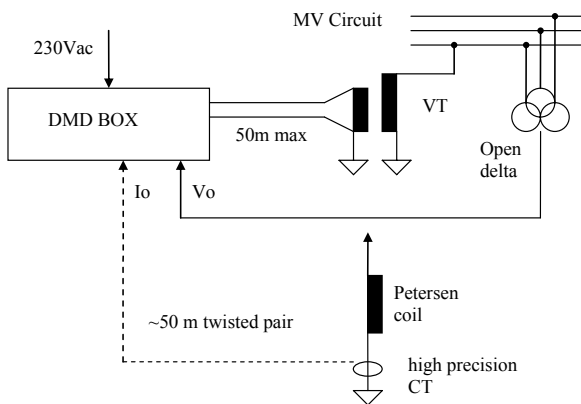 MV Circuit
230Vac
DMD BOX
50m max
VT
Open
delta
Io
Vo
Petersen
coil
~50 m twisted pair
high precision
CT